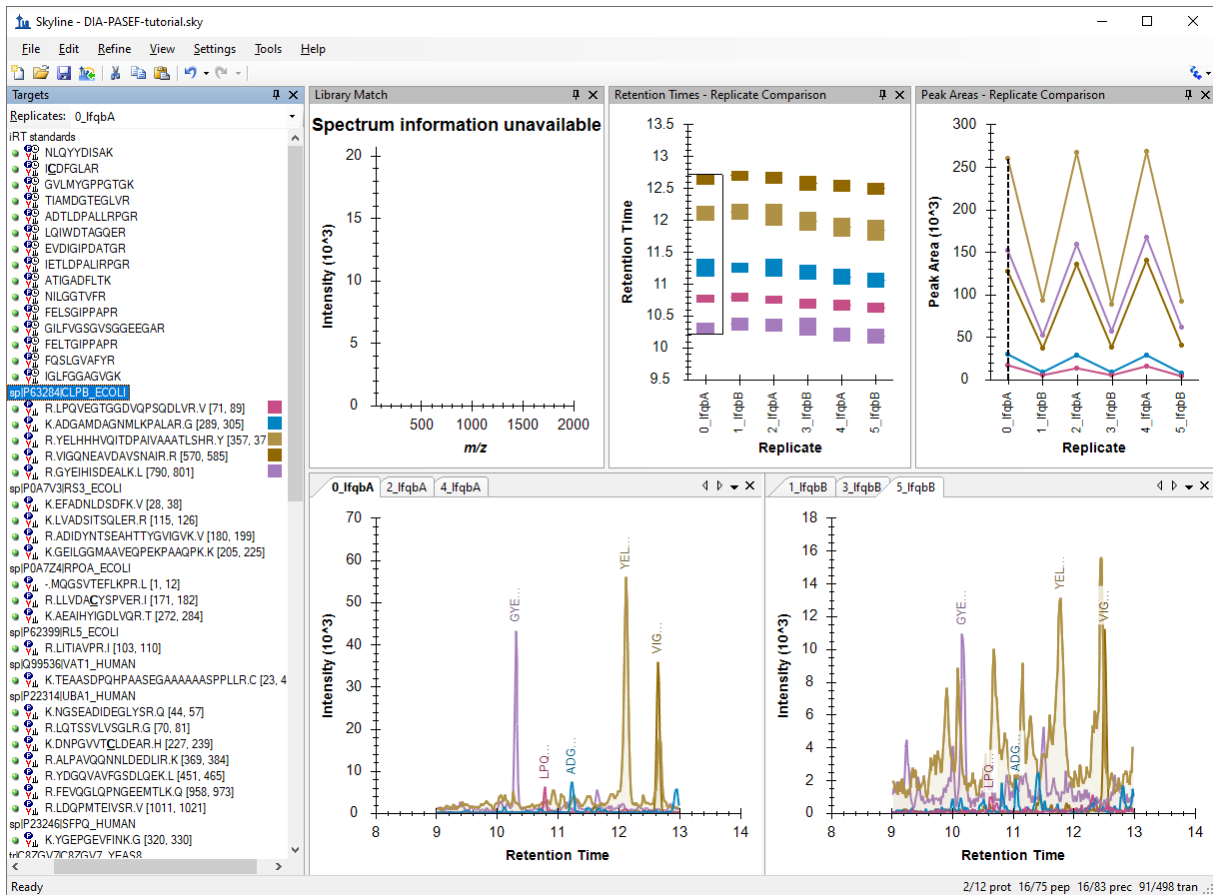 Skyline - DIA-PASEF-tutorial.sky
File Edit Refine View Settings Tools Help
Targets
Replicates: 0_lfqbA
iRT standards
NLQYYDISAK
ICDFGLAR
GVLMYGPPGTGK
TIAMDGTEGLVR
ADTLDPALLRPGR
LQIWDTAGQER
EVDIGIPDATGR
IETLDPALIRPGR
ATIGADFLTK
NILGGTVFR
FELSGIPPAPR
GILFVGSGVSGGEEGAR
FELTGIPPAPR
FQSLGVAFYR
IGLFGGAGVGK
sp|P63284|CLPB_ECOLI
R.LPQVEGTGGDVQPSQDLVR.V [71, 89]
K.ADGAMDAGNMLKPALAR.G [289, 305]
R.YELHHHVQITDPAIVAAATLSHR.Y [357, 37
R.VIGQNEAVDAVSNAIR.R [570, 585]
R.GYEIHISDEALK.L [790, 801]
sp|P0A7V3|RS3_ECOLI
K.EFADNLDSDFK.V [28, 38]
K.LVADSITSQLER.R [115, 126]
R.ADIDYNTSEAHTTYGVIGVK.V [180, 199]
K.GEILGGMAAVEQPEKPAAQPK.K [205, 225]
sp|P0A7Z4|RPOA_ECOLI
-.MQGSVTEFLKPR.L [1, 12]
R.LLVDACYSPVER.I [171, 182]
K.AEAIHYIGDLVQR.T [272, 284]
sp|P62399|RL5_ECOLI
R.LITIAVPR.I [103, 110]
sp|Q99536|VAT1_HUMAN
K.TEAASDPQHPAASEGAAAAAASPPLLR.C [23, 4
sp|P22314|UBA1_HUMAN
K.NGSEADIDEGLYSR.Q [44, 57]
R.LQTSSVLVSGLR.G [70, 81]
K.DNPGVVTCLDEAR.H [227, 239]
R.ALPAVQQNNLDEDLIR.K [369, 384]
R.YDGQVAVFGSDLQEK.L [451, 465]
R.FEVQGLQPNGEEMTLK.Q [958, 973]
R.LDQPMTEIVSR.V [1011, 1021]
sp|P23246|SFPQ_HUMAN
K.YGEPGEVFINK.G [320, 330]
tr|C8ZGV7|C8ZGV7_YEAS8
Library Match
Spectrum information unavailable
Intensity (10^3)
20
15
10
5
0
500 1000 1500 2000
m/z
Retention Times - Replicate Comparison
Retention Time
13.5
13
12.5
12
11.5
11
10.5
10
9.5
0_lfqbA
1_lfqbB
2_lfqbA
3_lfqbB
4_lfqbA
5_lfqbB
Replicate
Peak Areas - Replicate Comparison
Peak Area (10^3)
300
250
200
150
100
50
0
0_lfqbA
1_lfqbB
2_lfqbA
3_lfqbB
4_lfqbA
5_lfqbB
Replicate
0_lfqbA 2_lfqbA 4_lfqbA
Intensity (10^3)
70
60
50
40
30
20
10
0
GYE...
LPQ...
ADG...
YEL...
VIG...
8 9 10 11 12 13 14
Retention Time
1_lfqbB 3_lfqbB 5_lfqbB
Intensity (10^3)
18
16
14
12
10
8
6
4
2
0
GYE...
LPQ...
ADG...
YEL...
VIG...
8 9 10 11 12 13 14
Retention Time
Ready
2/12 prot 16/75 pep 16/83 prec 91/498 tran